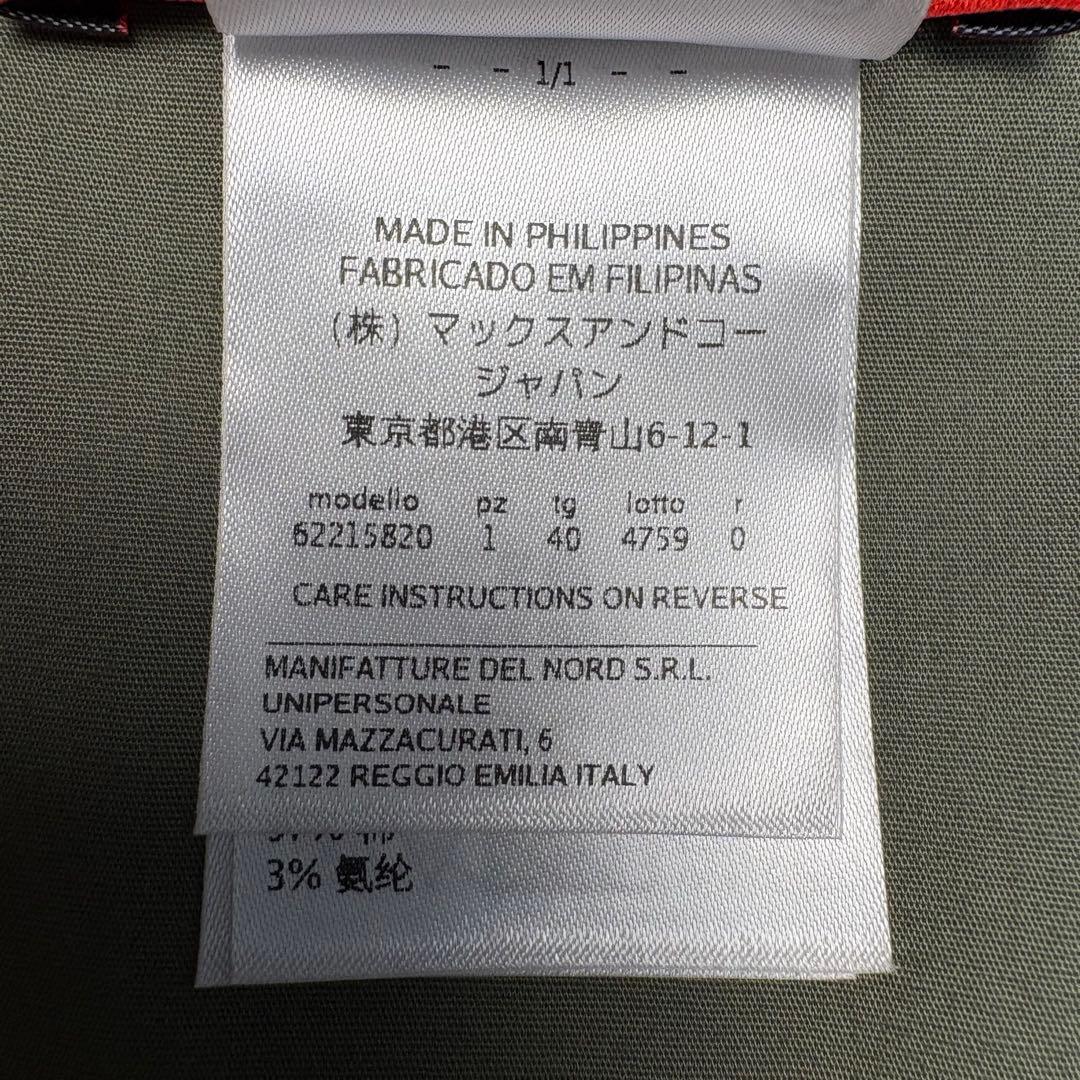 - - 1/1 - -
MADE IN PHILIPPINES
FABRICADO EM FILIPINAS
(株) マックスアンドコー
ジャパン
東京都港区南青山6-12-1
modello pz tg lotto r
62215820 1 40 4759 0
CARE INSTRUCTIONS ON REVERSE
MANIFATTURE DEL NORD S.R.L.
UNIPERSONALE
VIA MAZZACURATI, 6
42122 REGGIO EMILIA ITALY
3% 氨纶